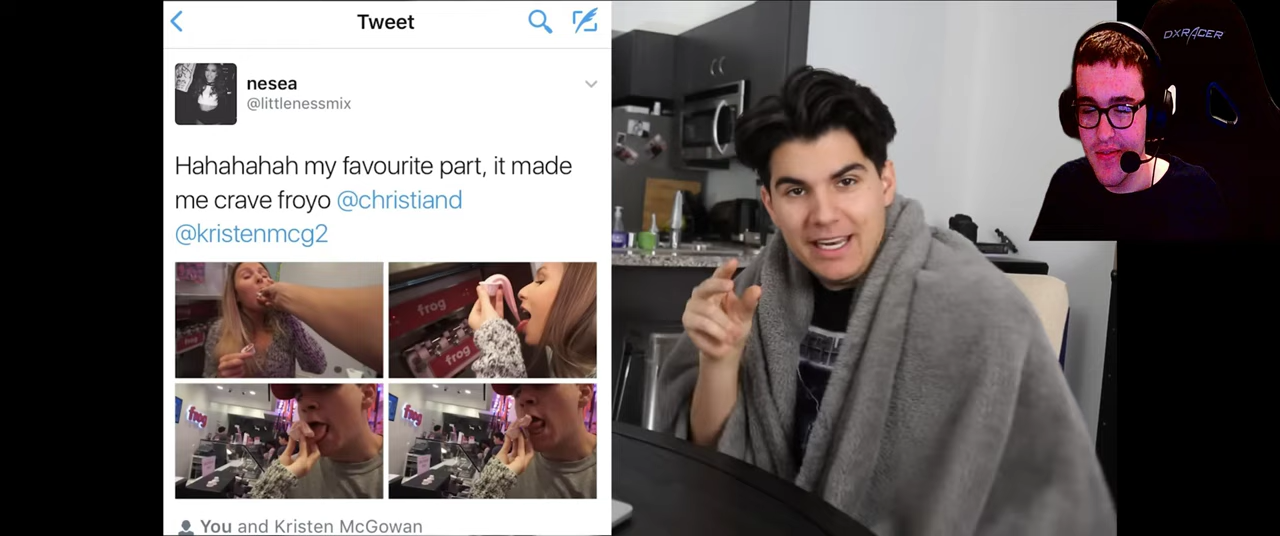 Tweet
nesea
@littlenessmix
Hahahahah my favourite part, it made
me crave froyo @christiand
@kristenmcg2
frog
frog
frog
frog
You and Kristen McGowan
DXRACER